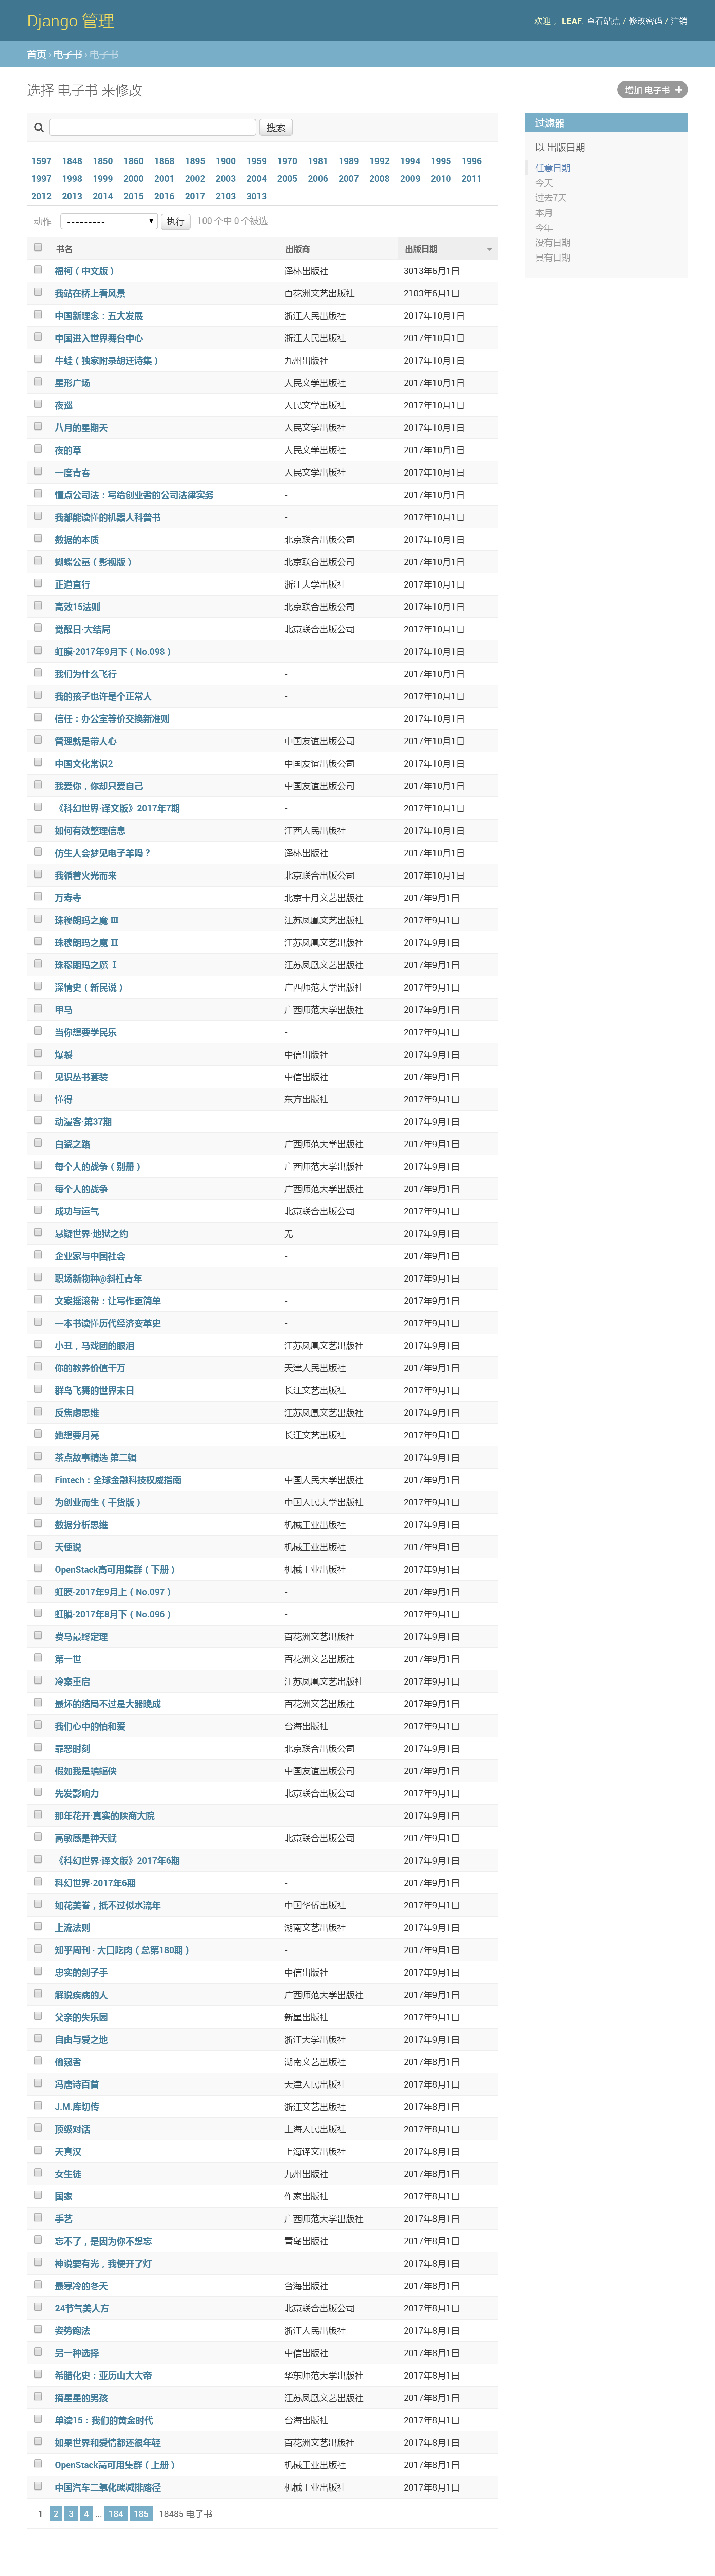 Django 管理
欢迎， LEAF 查看站点 / 修改密码 / 注销
首页 › 电子书 › 电子书
选择 电子书 来修改
增加 电子书 +
搜索
1597 1848 1850 1860 1868 1895 1900 1959 1970 1981 1989 1992 1994 1995 1996
1997 1998 1999 2000 2001 2002 2003 2004 2005 2006 2007 2008 2009 2010 2011
2012 2013 2014 2015 2016 2017 2103 3013
动作 --------- 执行 100 个中 0 个被选
书名 出版商 出版日期
福柯（中文版） 译林出版社 3013年6月1日
我站在桥上看风景 百花洲文艺出版社 2103年6月1日
中国新理念：五大发展 浙江人民出版社 2017年10月1日
中国进入世界舞台中心 浙江人民出版社 2017年10月1日
牛蛙（独家附录胡迁诗集） 九州出版社 2017年10月1日
星形广场 人民文学出版社 2017年10月1日
夜巡 人民文学出版社 2017年10月1日
八月的星期天 人民文学出版社 2017年10月1日
夜的草 人民文学出版社 2017年10月1日
一度青春 人民文学出版社 2017年10月1日
懂点公司法：写给创业者的公司法律实务 - 2017年10月1日
我都能读懂的机器人科普书 - 2017年10月1日
数据的本质 北京联合出版公司 2017年10月1日
蝴蝶公墓（影视版） 北京联合出版公司 2017年10月1日
正道直行 浙江大学出版社 2017年10月1日
高效15法则 北京联合出版公司 2017年10月1日
觉醒日·大结局 北京联合出版公司 2017年10月1日
虹膜·2017年9月下（No.098） - 2017年10月1日
我们为什么飞行 - 2017年10月1日
我的孩子也许是个正常人 - 2017年10月1日
信任：办公室等价交换新准则 - 2017年10月1日
管理就是带人心 中国友谊出版公司 2017年10月1日
中国文化常识2 中国友谊出版公司 2017年10月1日
我爱你，你却只爱自己 中国友谊出版公司 2017年10月1日
《科幻世界·译文版》2017年7期 - 2017年10月1日
如何有效整理信息 江西人民出版社 2017年10月1日
仿生人会梦见电子羊吗？ 译林出版社 2017年10月1日
我循着火光而来 北京联合出版公司 2017年10月1日
万寿寺 北京十月文艺出版社 2017年9月1日
珠穆朗玛之魔 Ⅲ 江苏凤凰文艺出版社 2017年9月1日
珠穆朗玛之魔 Ⅱ 江苏凤凰文艺出版社 2017年9月1日
珠穆朗玛之魔 Ⅰ 江苏凤凰文艺出版社 2017年9月1日
深情史（新民说） 广西师范大学出版社 2017年9月1日
甲马 广西师范大学出版社 2017年9月1日
当你想要学民乐 - 2017年9月1日
爆裂 中信出版社 2017年9月1日
见识丛书套装 中信出版社 2017年9月1日
懂得 东方出版社 2017年9月1日
动漫客·第37期 - 2017年9月1日
白瓷之路 广西师范大学出版社 2017年9月1日
每个人的战争（别册） 广西师范大学出版社 2017年9月1日
每个人的战争 广西师范大学出版社 2017年9月1日
成功与运气 北京联合出版公司 2017年9月1日
悬疑世界·地狱之约 无 2017年9月1日
企业家与中国社会 - 2017年9月1日
职场新物种@斜杠青年 - 2017年9月1日
文案摇滚帮：让写作更简单 - 2017年9月1日
一本书读懂历代经济变革史 - 2017年9月1日
小丑，马戏团的眼泪 江苏凤凰文艺出版社 2017年9月1日
你的教养价值千万 天津人民出版社 2017年9月1日
群鸟飞舞的世界末日 长江文艺出版社 2017年9月1日
反焦虑思维 江苏凤凰文艺出版社 2017年9月1日
她想要月亮 长江文艺出版社 2017年9月1日
茶点故事精选 第二辑 - 2017年9月1日
Fintech：全球金融科技权威指南 中国人民大学出版社 2017年9月1日
为创业而生（干货版） 中国人民大学出版社 2017年9月1日
数据分析思维 机械工业出版社 2017年9月1日
天使说 机械工业出版社 2017年9月1日
OpenStack高可用集群（下册） 机械工业出版社 2017年9月1日
虹膜·2017年9月上（No.097） - 2017年9月1日
虹膜·2017年8月下（No.096） - 2017年9月1日
费马最终定理 百花洲文艺出版社 2017年9月1日
第一世 百花洲文艺出版社 2017年9月1日
冷案重启 江苏凤凰文艺出版社 2017年9月1日
最坏的结局不过是大器晚成 百花洲文艺出版社 2017年9月1日
我们心中的怕和爱 台海出版社 2017年9月1日
罪恶时刻 北京联合出版公司 2017年9月1日
假如我是蝙蝠侠 中国友谊出版公司 2017年9月1日
先发影响力 北京联合出版公司 2017年9月1日
那年花开·真实的陕商大院 - 2017年9月1日
高敏感是种天赋 北京联合出版公司 2017年9月1日
《科幻世界·译文版》2017年6期 - 2017年9月1日
科幻世界·2017年6期 - 2017年9月1日
如花美眷，抵不过似水流年 中国华侨出版社 2017年9月1日
上流法则 湖南文艺出版社 2017年9月1日
知乎周刊 · 大口吃肉（总第180期） - 2017年9月1日
忠实的刽子手 中信出版社 2017年9月1日
解说疾病的人 广西师范大学出版社 2017年9月1日
父亲的失乐园 新星出版社 2017年9月1日
自由与爱之地 浙江大学出版社 2017年9月1日
偷窥者 湖南文艺出版社 2017年8月1日
冯唐诗百首 天津人民出版社 2017年8月1日
J.M.库切传 浙江文艺出版社 2017年8月1日
顶级对话 上海人民出版社 2017年8月1日
天真汉 上海译文出版社 2017年8月1日
女生徒 九州出版社 2017年8月1日
国家 作家出版社 2017年8月1日
手艺 广西师范大学出版社 2017年8月1日
忘不了，是因为你不想忘 青岛出版社 2017年8月1日
神说要有光，我便开了灯 - 2017年8月1日
最寒冷的冬天 台海出版社 2017年8月1日
24节气美人方 北京联合出版公司 2017年8月1日
姿势跑法 浙江人民出版社 2017年8月1日
另一种选择 中信出版社 2017年8月1日
希腊化史：亚历山大大帝 华东师范大学出版社 2017年8月1日
摘星星的男孩 江苏凤凰文艺出版社 2017年8月1日
单读15：我们的黄金时代 台海出版社 2017年8月1日
如果世界和爱情都还很年轻 百花洲文艺出版社 2017年8月1日
OpenStack高可用集群（上册） 机械工业出版社 2017年8月1日
中国汽车二氧化碳减排路径 机械工业出版社 2017年8月1日
1 2 3 4 ... 184 185 18485 电子书
过滤器
以 出版日期
任意日期
今天
过去7天
本月
今年
没有日期
具有日期